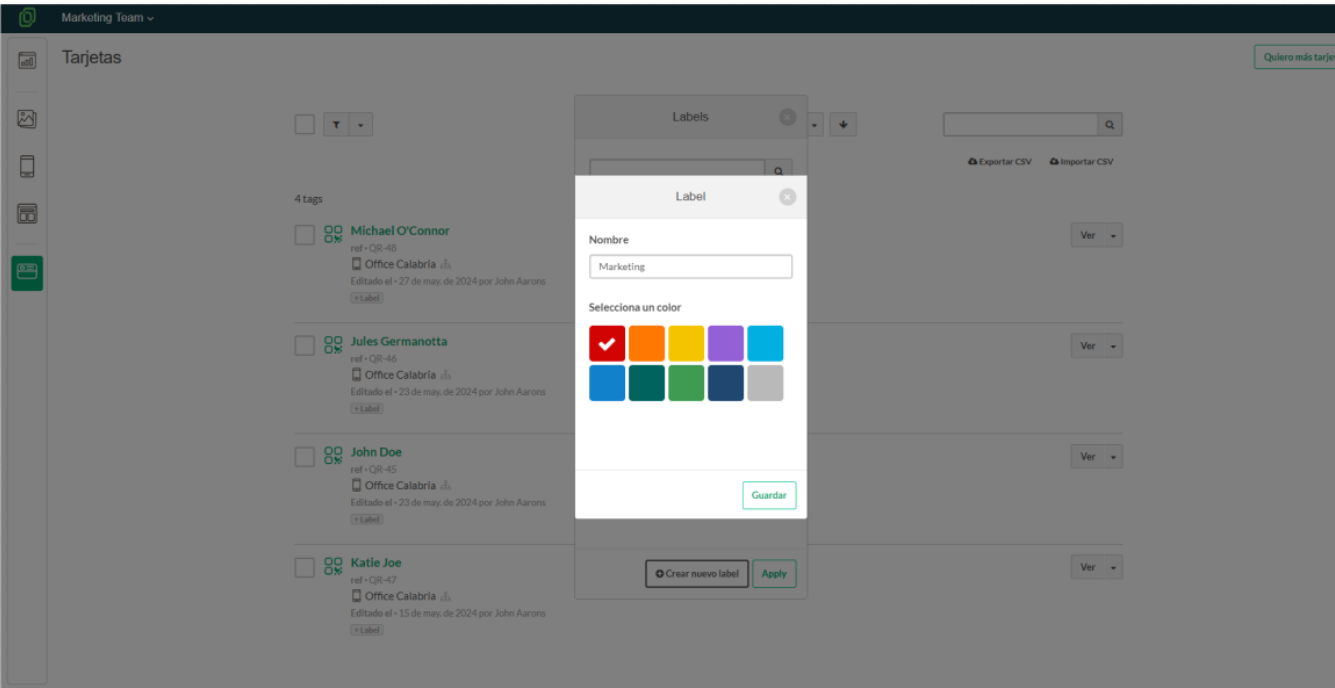 Marketing Team
Tarjetas
Quiero más
Labels
Exportar CSV
Importar CSV
4 tags
Label
Nombre
Marketing
Selecciona un color
Guardar
Crear nuevo label
Apply
Michael O'Connor
ref • QR-48
Office Calabria
Editado el • 27 de may. de 2024 por John Aarons
+ Label
Ver
Jules Germanotta
ref • QR-46
Office Calabria
Editado el • 23 de may. de 2024 por John Aarons
+ Label
Ver
John Doe
ref • QR-45
Office Calabria
Editado el • 23 de may. de 2024 por John Aarons
+ Label
Ver
Katie Joe
ref • QR-47
Office Calabria
Editado el • 15 de may. de 2024 por John Aarons
+ Label
Ver